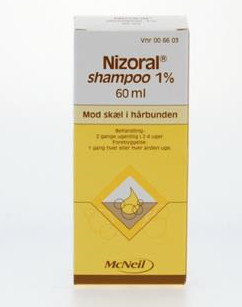 Vnr 00 66 03
Nizoral®
shampoo 1%
60 ml
Mod skæl i hårbunden
Behandling:
2 gange ugentlig i 2-4 uger.
Forebyggelse:
1 gang hver eller hver anden uge.
McNeil